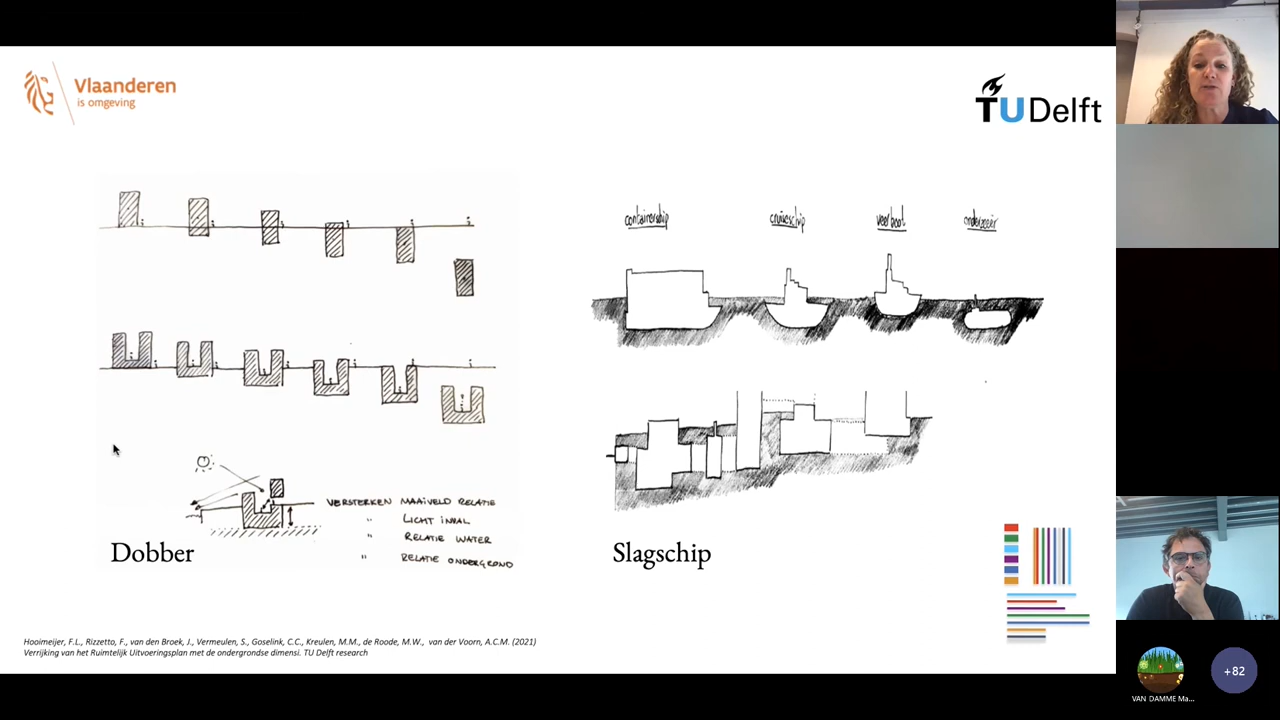 Vlaanderen
is omgeving
TU Delft
containerschip
cruiseschip
veerboot
onderzeeër
VERSTERKEN MAAIVELD RELATIE
" LICHT INVAL
" RELATIE WATER
" RELATIE ONDERGROND
Dobber
Slagschip
Hooimeijer, F.L., Rizzetto, F., van den Broek, J., Vermeulen, S., Goselink, C.C., Kreulen, M.M., de Roode, M.W., van der Voorn, A.C.M. (2021)
Verrijking van het Ruimtelijk Uitvoeringsplan met de ondergrondse dimensi. TU Delft research
+82
VAN DAMME Ma...